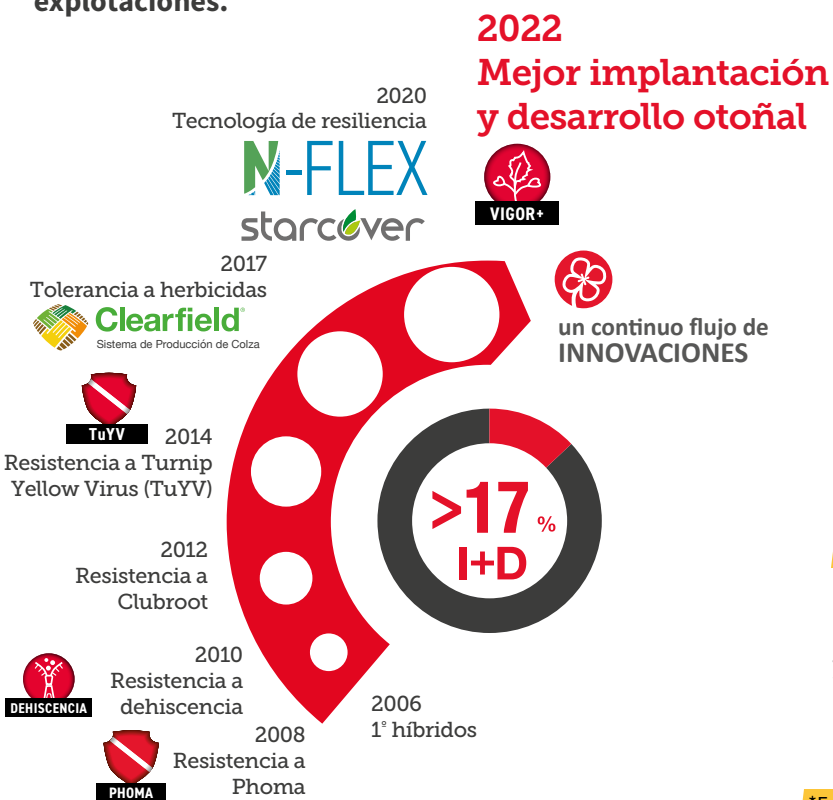 explotaciones.
2022
Mejor implantación
y desarrollo otoñal
VIGOR+
2020
Tecnología de resiliencia
N-FLEX
starcover
2017
Tolerancia a herbicidas
Clearfield®
Sistema de Producción de Colza
un continuo flujo de
INNOVACIONES
TuYV
2014
Resistencia a Turnip
Yellow Virus (TuYV)
>17 %
I+D
2012
Resistencia a
Clubroot
2010
Resistencia a
dehiscencia
DEHISCENCIA
2006
1º híbridos
2008
Resistencia a
Phoma
PHOMA